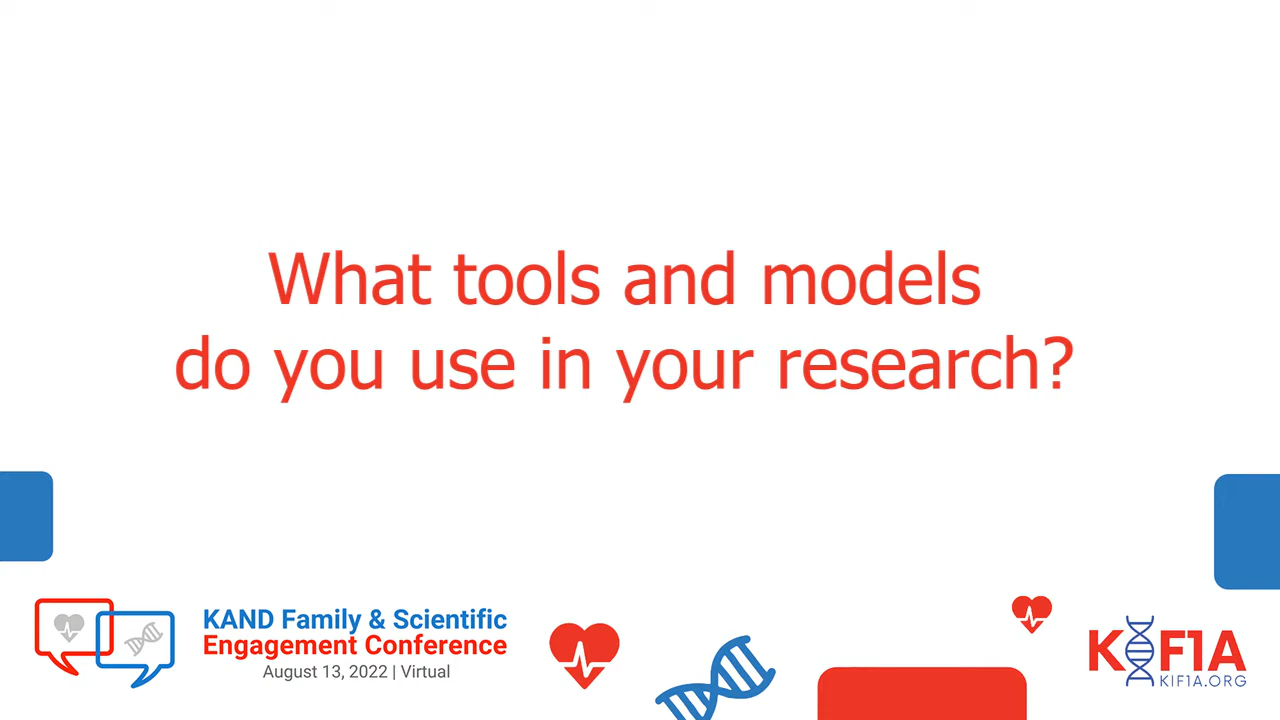 What tools and models
do you use in your research?
KAND Family & Scientific
Engagement Conference
August 13, 2022 | Virtual
KIF1A
KIF1A.ORG